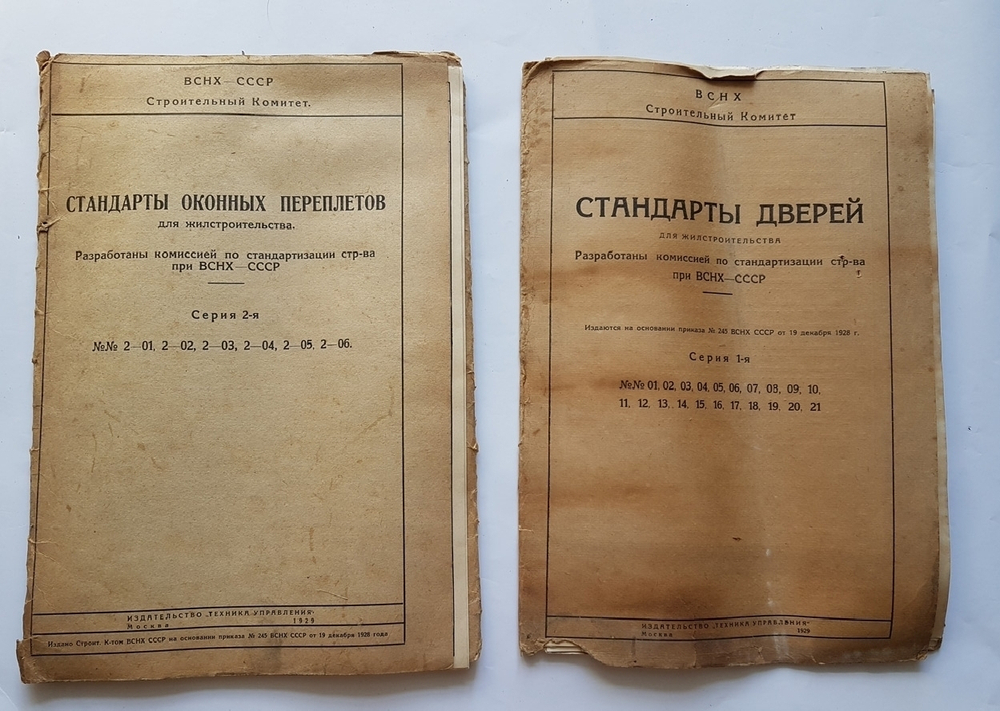 ВСНХ—СССР
Строительный Комитет.
СТАНДАРТЫ ОКОННЫХ ПЕРЕПЛЕТОВ
для жилстроительства.
Разработаны комиссией по стандартизации стр-ва
при ВСНХ—СССР
Серия 2-я
№№ 2—01, 2—02, 2—03, 2—04, 2—05, 2—06.
ИЗДАТЕЛЬСТВО „ТЕХНИКА УПРАВЛЕНИЯ"
Москва 1929
Издано Строит. К-том ВСНХ СССР на основании приказа № 245 ВСНХ СССР от 19 декабря 1928 года
ВСНХ
Строительный Комитет
СТАНДАРТЫ ДВЕРЕЙ
ДЛЯ ЖИЛСТРОИТЕЛЬСТВА
Разработаны комиссией по стандартизации стр-ва
при ВСНХ—СССР
Издаются на основании приказа № 245 ВСНХ СССР от 19 декабря 1928 г.
Серия 1-я
№№ 01, 02, 03, 04, 05, 06, 07, 08, 09, 10,
11, 12, 13, 14, 15, 16, 17, 18, 19, 20, 21
ИЗДАТЕЛЬСТВО „ТЕХНИКА УПРАВЛЕНИЯ"
Москва 1929